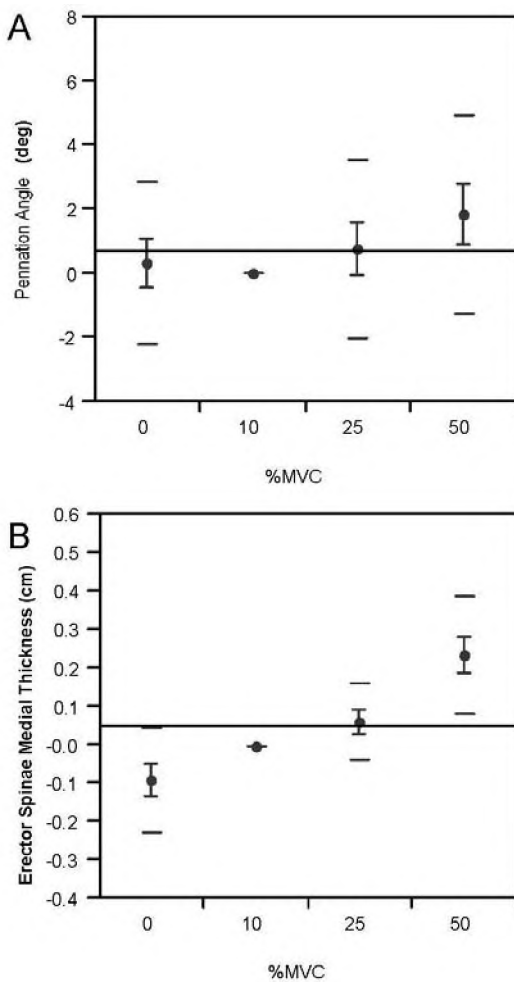 A
8
6
4
2
0
-2
-4
Pennation Angle (deg)
0 10 25 50
%MVC
B
0.6
0.5
0.4
0.3
0.2
0.1
-0.0
-0.1
-0.2
-0.3
-0.4
Erector Spinae Medial Thickness (cm)
0 10 25 50
%MVC